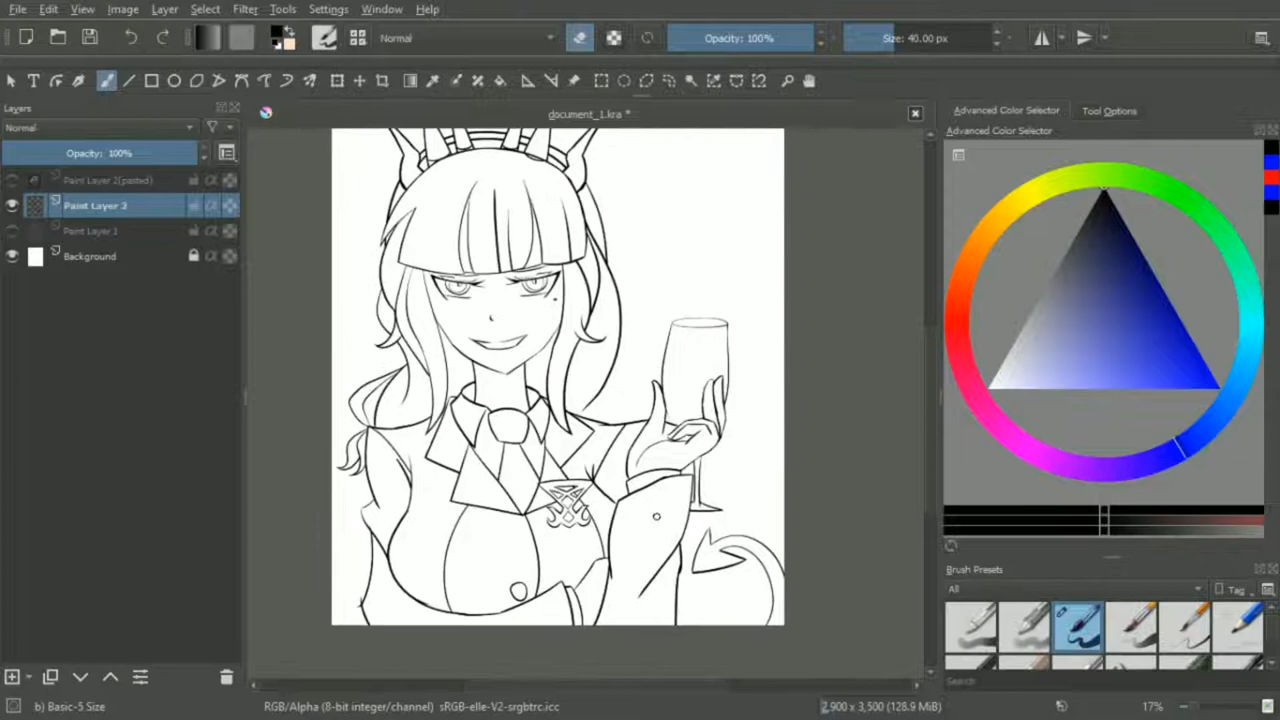 File Edit View Image Layer Select Filter Tools Settings Window Help
Normal Opacity: 100% Size: 40.00 px
Layers
Normal
Opacity: 100%
Paint Layer 2(pasted)
Paint Layer 3
Paint Layer 1
Background
document_1.kra *
Advanced Color Selector Tool Options
Advanced Color Selector
Brush Presets
All Tag
Search
b) Basic-5 Size RGB/Alpha (8-bit integer/channel) sRGB-elle-V2-srgbtrc.icc 2,900 x 3,500 (128.9 MiB) 17%